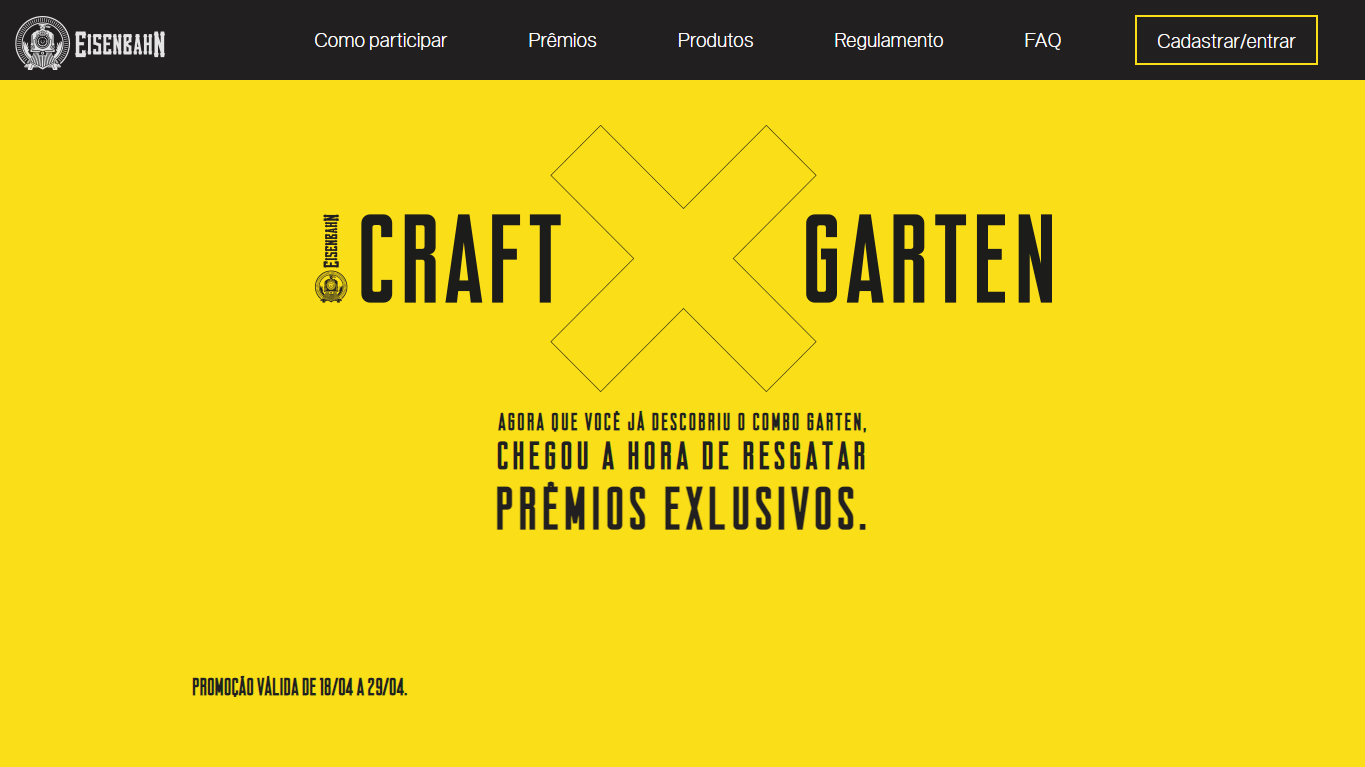 EISENBAHN
Como participar
Prêmios
Produtos
Regulamento
FAQ
Cadastrar/entrar
EISENBAHN
CRAFT
GARTEN
AGORA QUE VOCÊ JÁ DESCOBRIU O COMBO GARTEN,
CHEGOU A HORA DE RESGATAR
PRÊMIOS EXLUSIVOS.
PROMOÇÃO VÁLIDA DE 18/04 A 29/04.